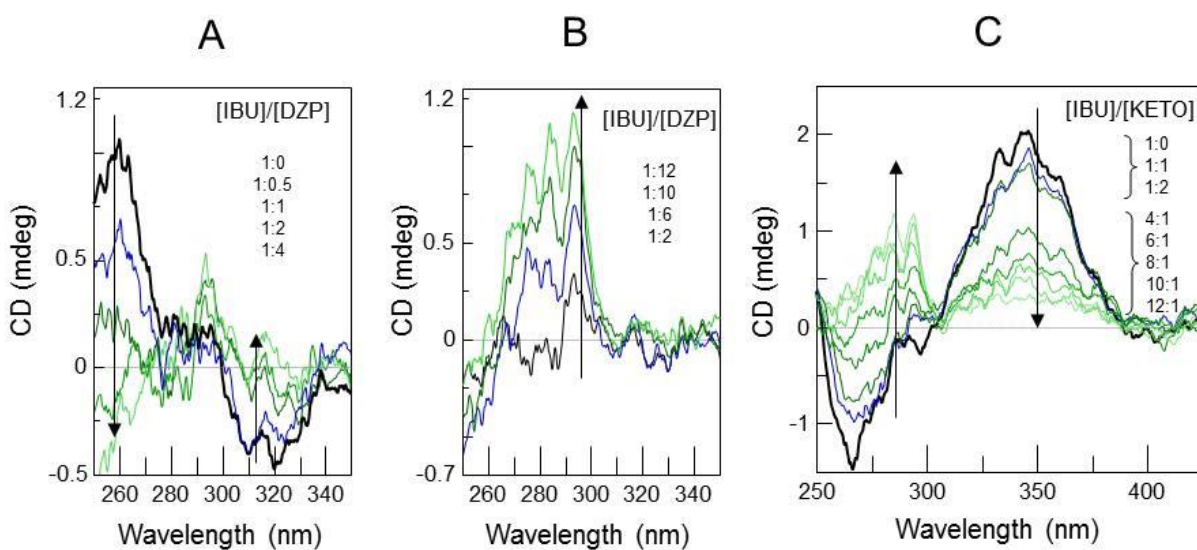 A
B
C
CD (mdeg)
1.2
0.5
0
-0.5
[IBU]/[DZP]
1:0
1:0.5
1:1
1:2
1:4
260 280 300 320 340
Wavelength (nm)
CD (mdeg)
1.2
0.5
0
-0.7
[IBU]/[DZP]
1:12
1:10
1:6
1:2
260 280 300 320 340
Wavelength (nm)
CD (mdeg)
2
1
0
-1
[IBU]/[KETO]
1:0
1:1
1:2
4:1
6:1
8:1
10:1
12:1
250 300 350 400
Wavelength (nm)